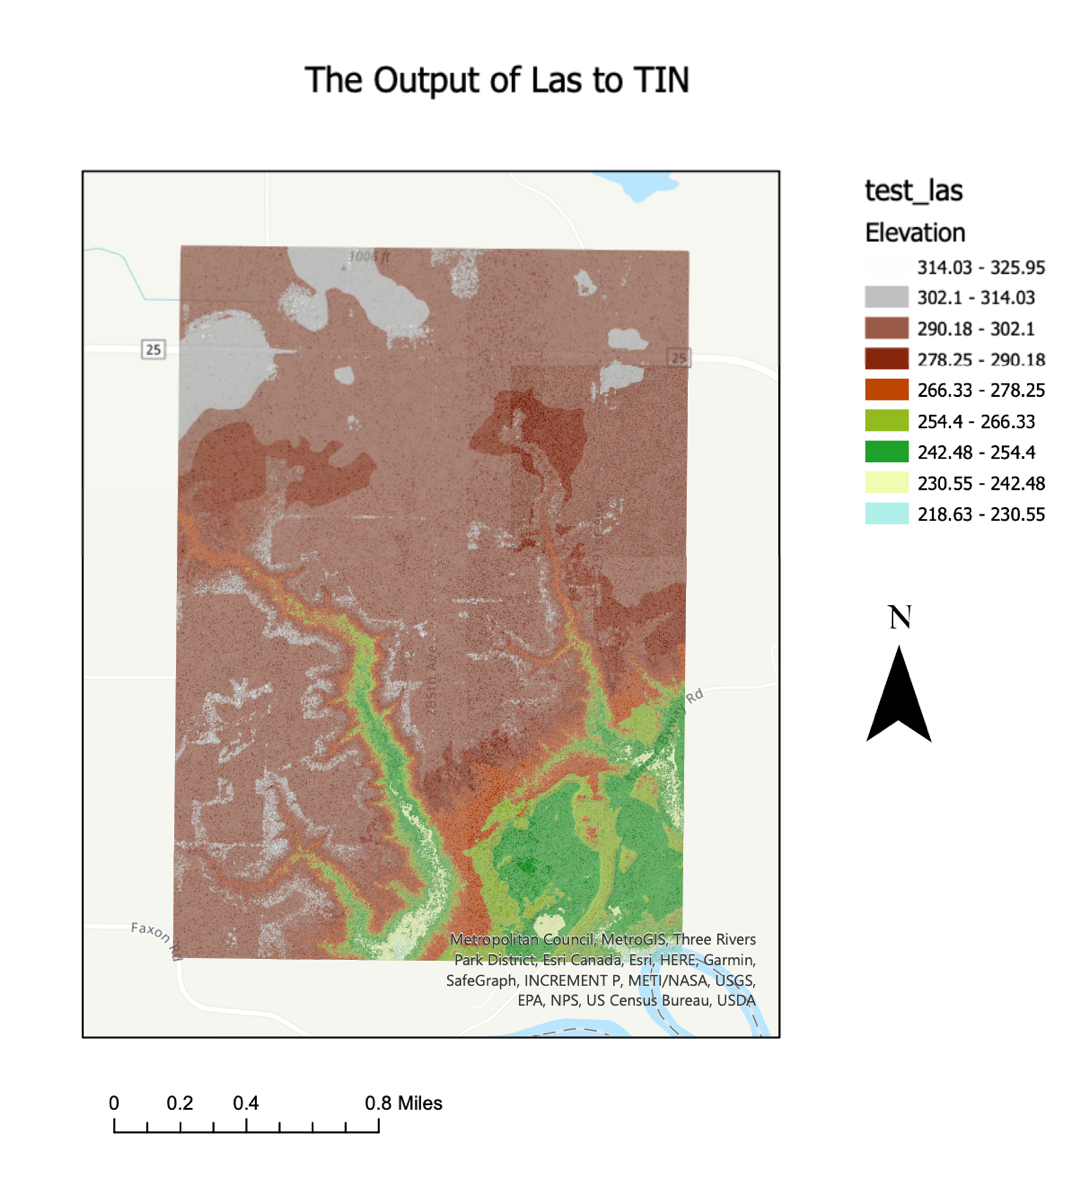 The Output of Las to TIN
1006 ft
25
25
Rd
Faxon Rd
Metropolitan Council, MetroGIS, Three Rivers
Park District, Esri Canada, Esri, HERE, Garmin,
SafeGraph, INCREMENT P, METI/NASA, USGS,
EPA, NPS, US Census Bureau, USDA
test_las
Elevation
314.03 - 325.95
302.1 - 314.03
290.18 - 302.1
278.25 - 290.18
266.33 - 278.25
254.4 - 266.33
242.48 - 254.4
230.55 - 242.48
218.63 - 230.55
N
0 0.2 0.4 0.8 Miles